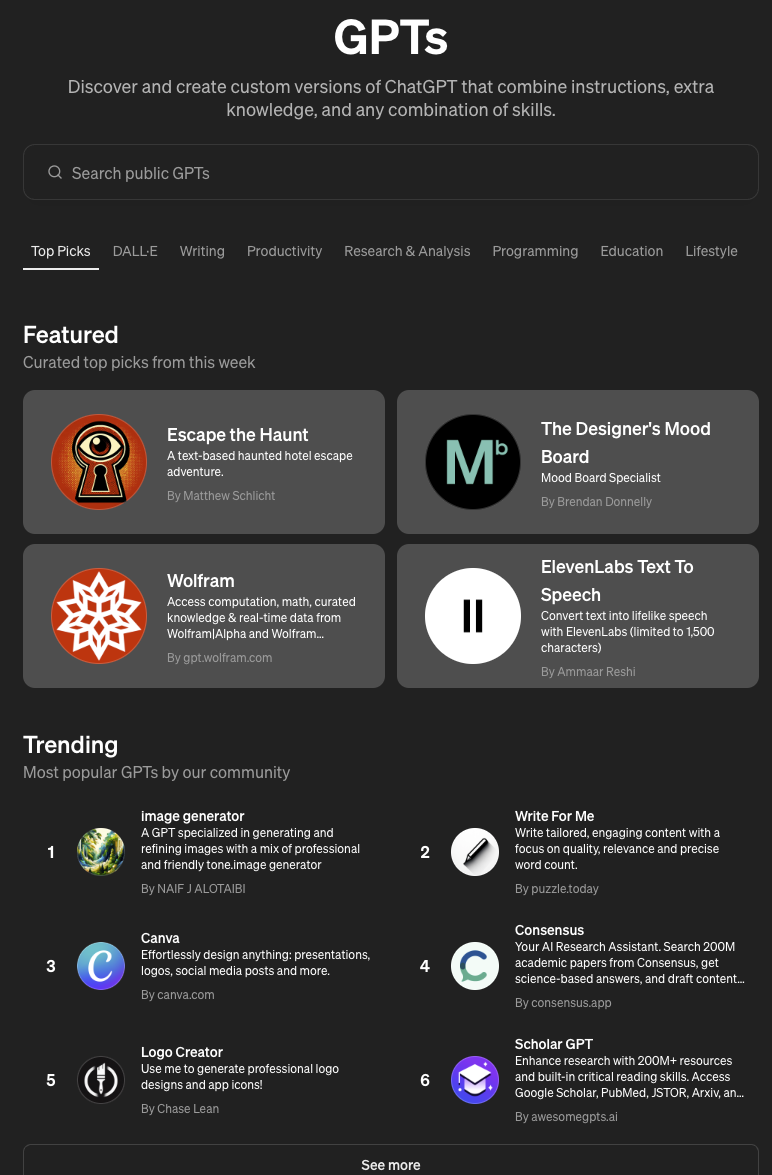 GPTs
Discover and create custom versions of ChatGPT that combine instructions, extra
knowledge, and any combination of skills.
Search public GPTs
Top Picks DALL·E Writing Productivity Research & Analysis Programming Education Lifestyle
Featured
Curated top picks from this week
Escape the Haunt
A text-based haunted hotel escape
adventure.
By Matthew Schlicht
Mb
The Designer's Mood
Board
Mood Board Specialist
By Brendan Donnelly
Wolfram
Access computation, math, curated
knowledge & real-time data from
Wolfram|Alpha and Wolfram...
By gpt.wolfram.com
ElevenLabs Text To
Speech
Convert text into lifelike speech
with ElevenLabs (limited to 1,500
characters)
By Ammaar Reshi
Trending
Most popular GPTs by our community
1
image generator
A GPT specialized in generating and
refining images with a mix of professional
and friendly tone.image generator
By NAIF J ALOTAIBI
2
Write For Me
Write tailored, engaging content with a
focus on quality, relevance and precise
word count.
By puzzle.today
3
C
Canva
Effortlessly design anything: presentations,
logos, social media posts and more.
By canva.com
4
C
Consensus
Your AI Research Assistant. Search 200M
academic papers from Consensus, get
science-based answers, and draft content...
By consensus.app
5
Logo Creator
Use me to generate professional logo
designs and app icons!
By Chase Lean
6
Scholar GPT
Enhance research with 200M+ resources
and built-in critical reading skills. Access
Google Scholar, PubMed, JSTOR, Arxiv, an...
By awesomegpts.ai
See more